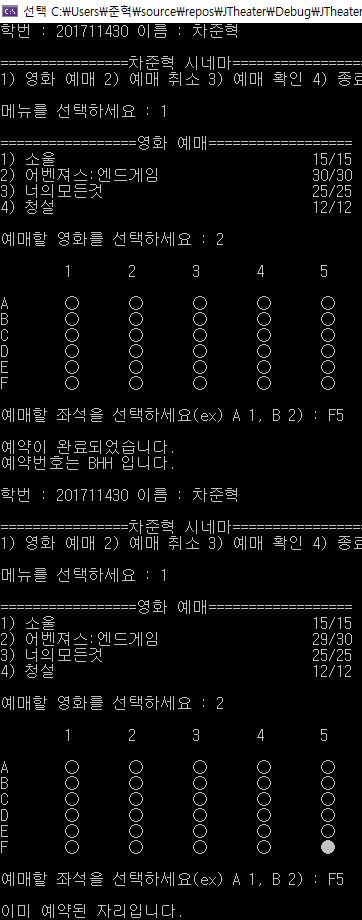 선택 C:\Users\준혁\source\repos\JTheater\Debug\JTheater
학번 : 201711430 이름 : 차준혁
================차준혁 시네마================
1) 영화 예매 2) 예매 취소 3) 예매 확인 4) 종료
메뉴를 선택하세요 : 1
=================영화 예매==================
1) 소울 15/15
2) 어벤져스:엔드게임 30/30
3) 너의모든것 25/25
4) 청설 12/12
예매할 영화를 선택하세요 : 2
1 2 3 4 5
A ○ ○ ○ ○ ○
B ○ ○ ○ ○ ○
C ○ ○ ○ ○ ○
D ○ ○ ○ ○ ○
E ○ ○ ○ ○ ○
F ○ ○ ○ ○ ○
예매할 좌석을 선택하세요(ex) A 1, B 2) : F5
예약이 완료되었습니다.
예약번호는 BHH 입니다.
학번 : 201711430 이름 : 차준혁
================차준혁 시네마================
1) 영화 예매 2) 예매 취소 3) 예매 확인 4) 종료
메뉴를 선택하세요 : 1
=================영화 예매==================
1) 소울 15/15
2) 어벤져스:엔드게임 29/30
3) 너의모든것 25/25
4) 청설 12/12
예매할 영화를 선택하세요 : 2
1 2 3 4 5
A ○ ○ ○ ○ ○
B ○ ○ ○ ○ ○
C ○ ○ ○ ○ ○
D ○ ○ ○ ○ ○
E ○ ○ ○ ○ ○
F ○ ○ ○ ○ ●
예매할 좌석을 선택하세요(ex) A 1, B 2) : F5
이미 예약된 자리입니다.